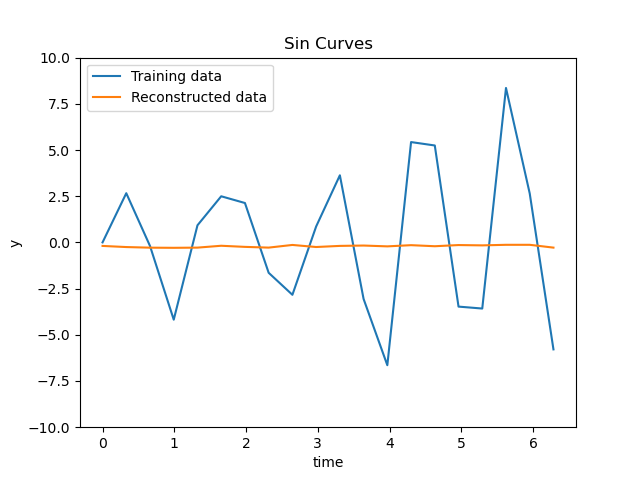 Sin Curves
Training data
Reconstructed data
10.0
7.5
5.0
2.5
0.0
−2.5
−5.0
−7.5
−10.0
y
0 1 2 3 4 5 6
time